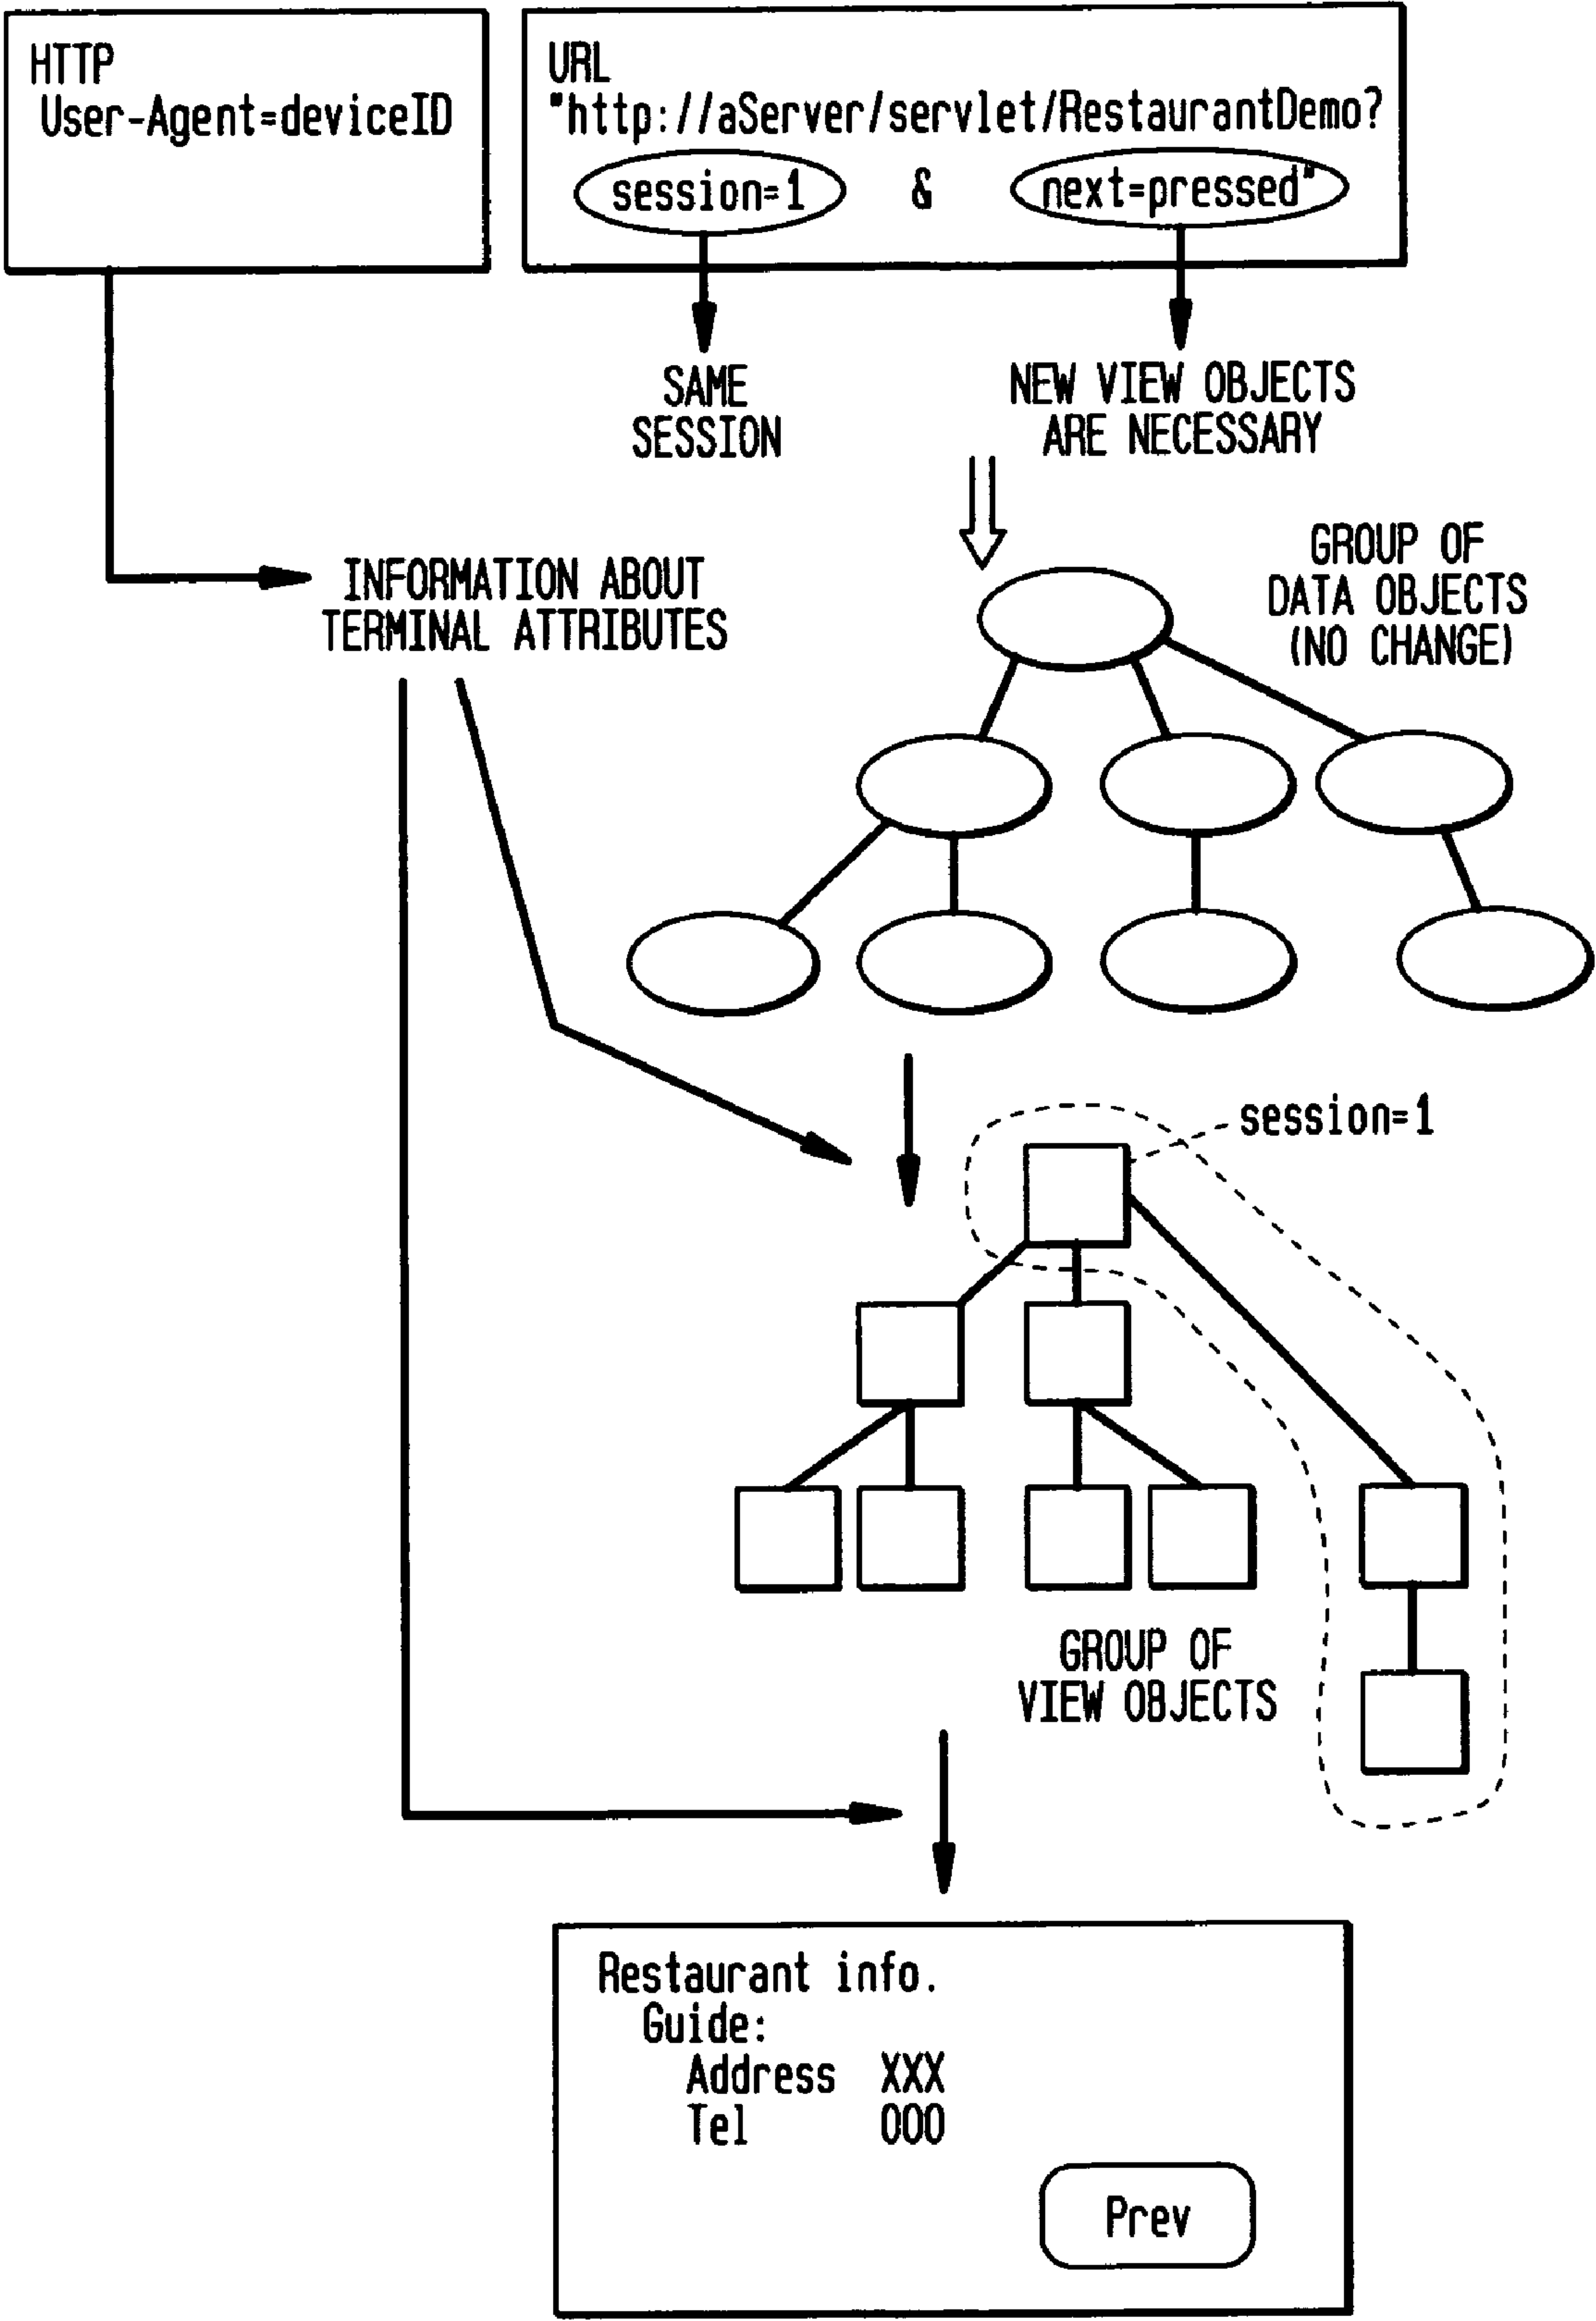 HTTP
User-Agent=deviceID
URL
"http://aServer/servlet/RestaurantDemo?
session=1 & next=pressed"
SAME
SESSION
NEW VIEW OBJECTS
ARE NECESSARY
GROUP OF
DATA OBJECTS
(NO CHANGE)
INFORMATION ABOUT
TERMINAL ATTRIBUTES
session=1
GROUP OF
VIEW OBJECTS
Restaurant info.
Guide:
Address XXX
Tel OOO
Prev